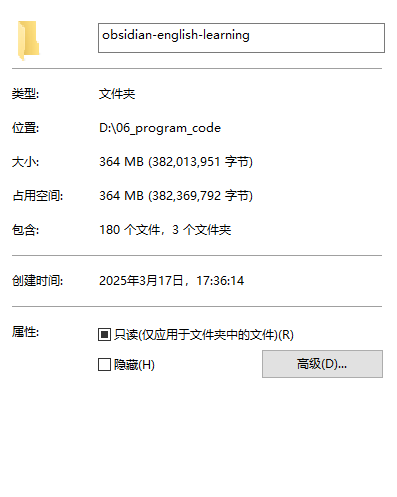 obsidian-english-learning
类型: 文件夹
位置: D:\06_program_code
大小: 364 MB (382,013,951 字节)
占用空间: 364 MB (382,369,792 字节)
包含: 180 个文件，3 个文件夹
创建时间: 2025年3月17日，17:36:14
属性: 只读(仅应用于文件夹中的文件)(R)
隐藏(H) 高级(D)...